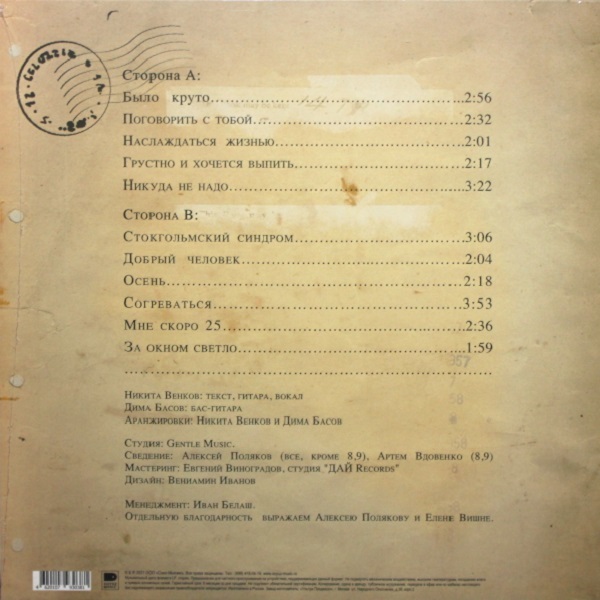 Сторона А:
Было круто...2:56
Поговорить с тобой...2:32
Наслаждаться жизнью...2:01
Грустно и хочется выпить...2:17
Никуда не надо...3:22
Сторона В:
Стокгольмский синдром...3:06
Добрый человек...2:04
Осень...2:18
Согреваться...3:53
Мне скоро 25...2:36
За окном светло...1:59
Никита Венков: текст, гитара, вокал
Дима Басов: бас-гитара
Аранжировки: Никита Венков и Дима Басов
Студия: Gentle Music.
Сведение: Алексей Поляков (все, кроме 8,9), Артем Вдовенко (8,9)
Мастеринг: Евгений Виноградов, студия "ДАЙ Records"
Дизайн: Вениамин Иванов
Менеджмент: Иван Белаш.
Отдельную благодарность выражаем Алексею Полякову и Елене Вишне.